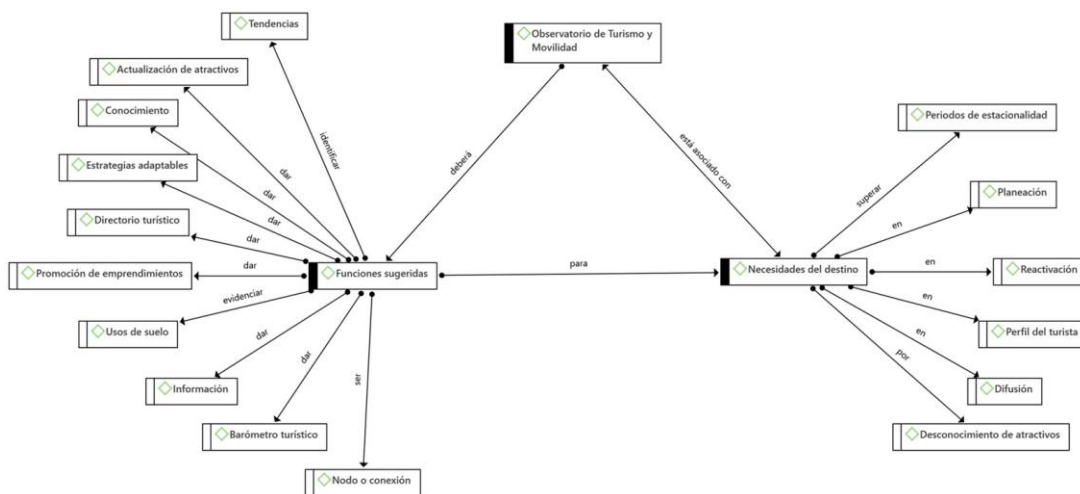 Tendencias
Observatorio de Turismo y
Movilidad
Actualización de atractivos
Conocimiento
Periodos de estacionalidad
identificar
dar
deberá
está asociado con
Estrategias adaptables
dar
superar
Planeación
dar
Directorio turístico
dar
en
Promoción de emprendimientos
dar
Funciones sugeridas
para
Necesidades del destino
en
Reactivación
evidenciar
Usos de suelo
en
Perfil del turista
dar
dar
ser
en
por
Información
Difusión
Barómetro turístico
Desconocimiento de atractivos
Nodo o conexión